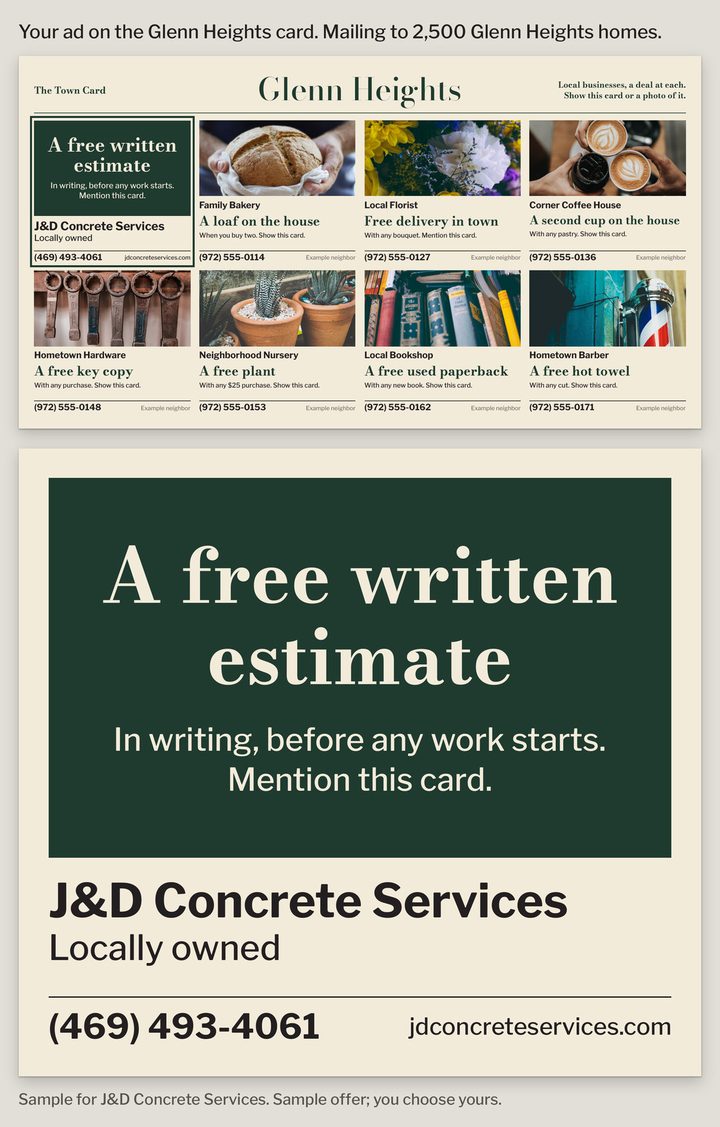 Your ad on the Glenn Heights card. Mailing to 2,500 Glenn Heights homes.
The Town Card
Glenn Heights
Local businesses, a deal at each.
Show this card or a photo of it.
A free written
estimate
In writing, before any work starts.
Mention this card.
J&D Concrete Services
Locally owned
(469) 493-4061
jdconcreteservices.com
Family Bakery
A loaf on the house
When you buy two. Show this card.
(972) 555-0114
Example neighbor
Local Florist
Free delivery in town
With any bouquet. Mention this card.
(972) 555-0127
Example neighbor
Corner Coffee House
A second cup on the house
With any pastry. Show this card.
(972) 555-0136
Example neighbor
Hometown Hardware
A free key copy
With any purchase. Show this card.
(972) 555-0148
Example neighbor
Neighborhood Nursery
A free plant
With any $25 purchase. Show this card.
(972) 555-0153
Example neighbor
Local Bookshop
A free used paperback
With any new book. Show this card.
(972) 555-0162
Example neighbor
Hometown Barber
A free hot towel
With any cut. Show this card.
(972) 555-0171
Example neighbor
A free written
estimate
In writing, before any work starts.
Mention this card.
J&D Concrete Services
Locally owned
(469) 493-4061
jdconcreteservices.com
Sample for J&D Concrete Services. Sample offer; you choose yours.